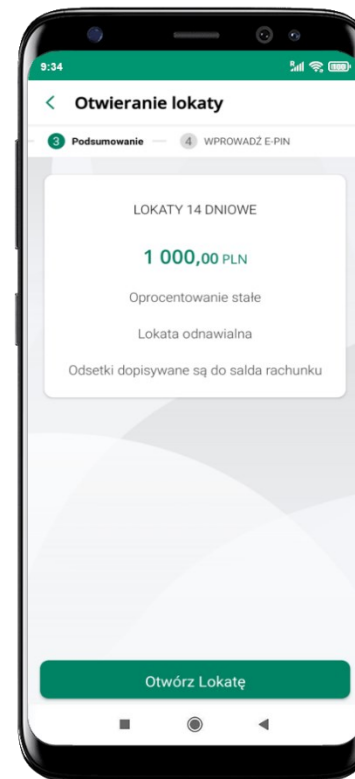 9:34
100
Otwieranie lokaty
3 Podsumowanie 4 WPROWADŹ E-PIN
LOKATY 14 DNIOWE
1 000,00 PLN
Oprocentowanie stałe
Lokata odnawialna
Odsetki dopisywane są do salda rachunku
Otwórz Lokatę